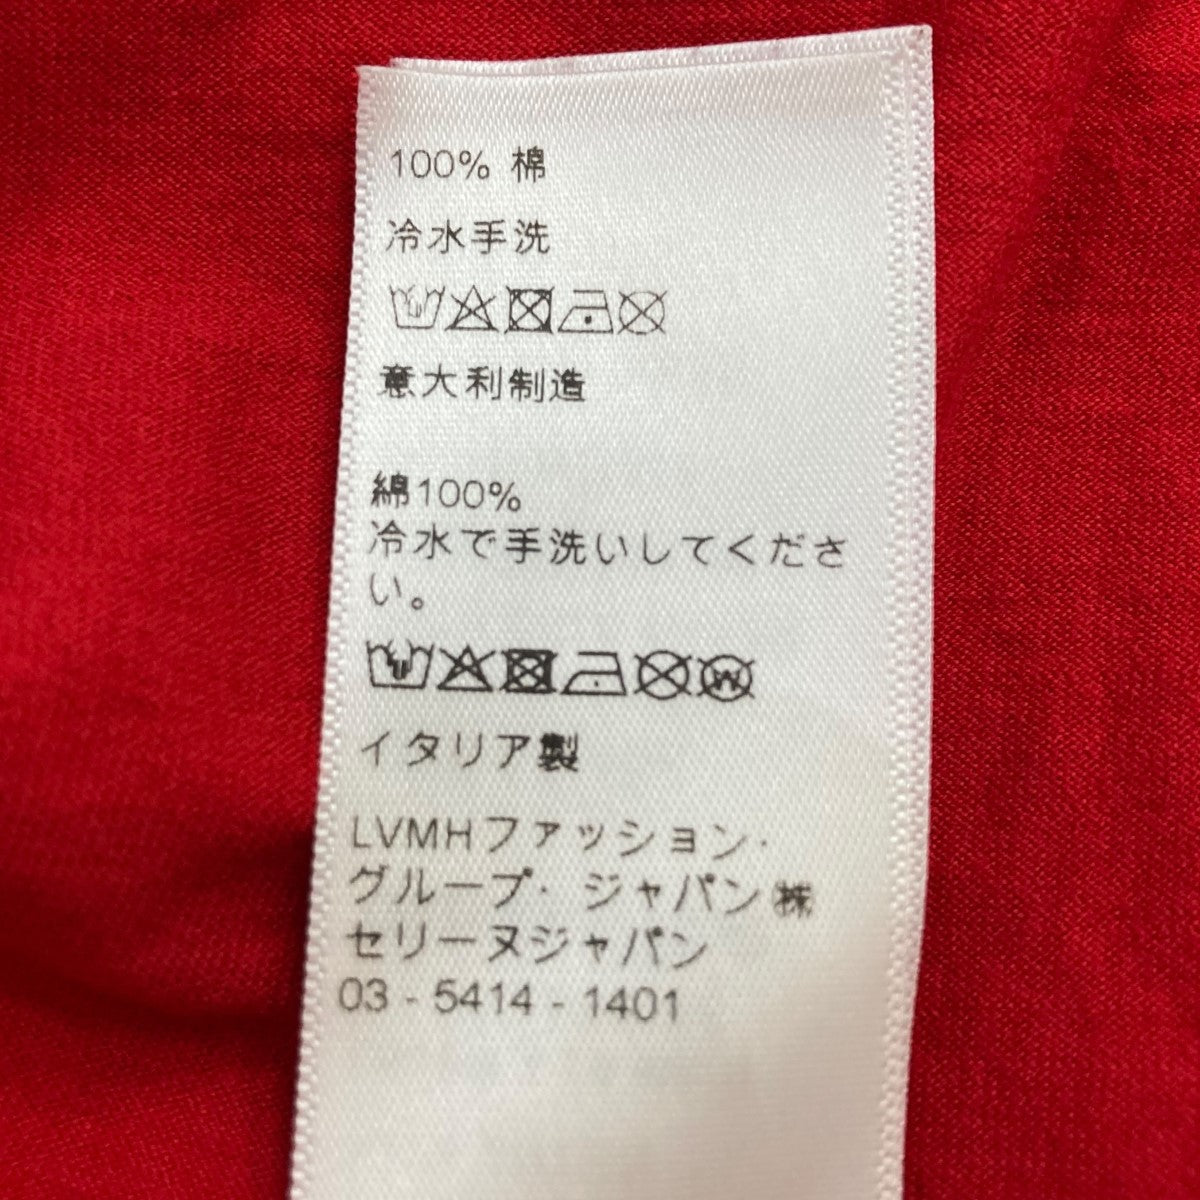 100% 棉
冷水手洗
意大利制造
綿100%
冷水で手洗いしてくださ
い。
W
イタリア製
LVMHファッション·
グループ· ジャパン㈱
セリーヌジャパン
03 - 5414 - 1401